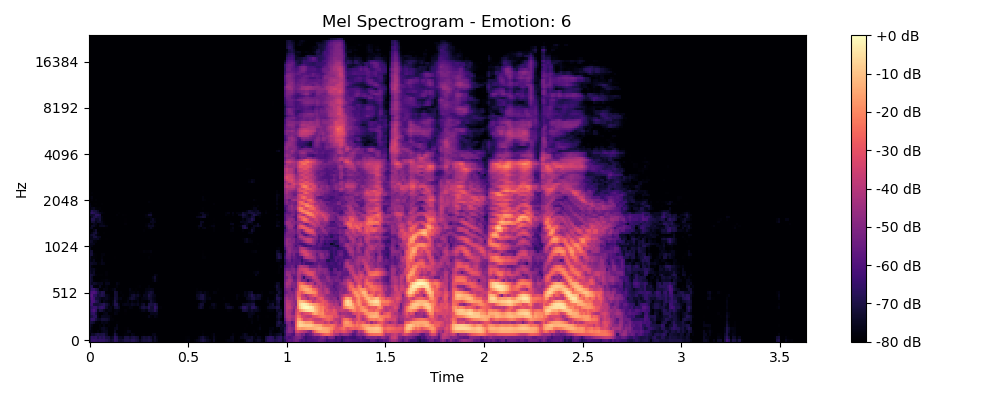 Mel Spectrogram - Emotion: 6
Hz
16384
8192
4096
2048
1024
512
0
0 0.5 1 1.5 2 2.5 3 3.5
Time
+0 dB
-10 dB
-20 dB
-30 dB
-40 dB
-50 dB
-60 dB
-70 dB
-80 dB